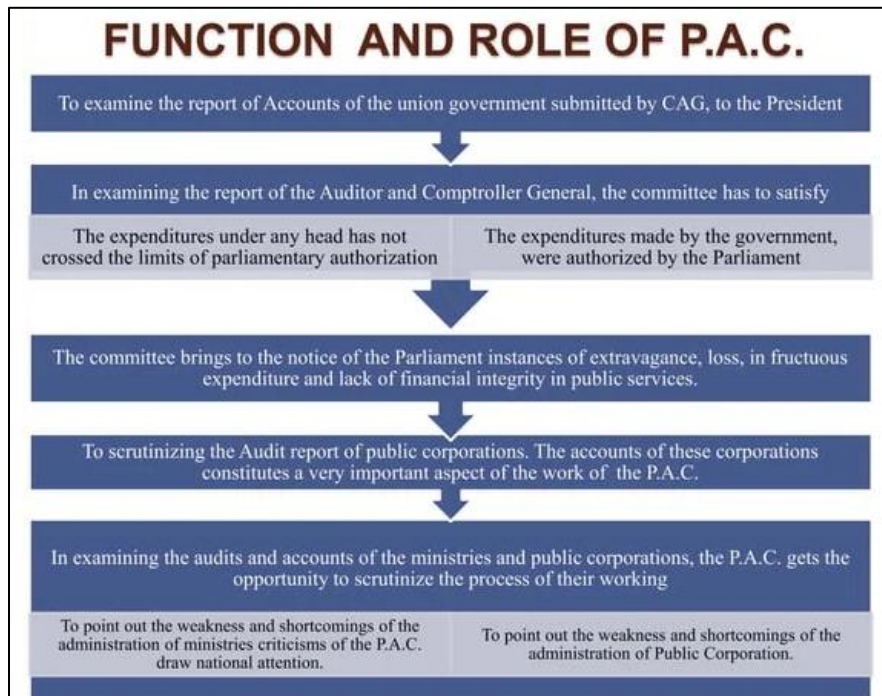 FUNCTION AND ROLE OF P.A.C.
To examine the report of Accounts of the union government submitted by CAG, to the President
In examining the report of the Auditor and Comptroller General, the committee has to satisfy
The expenditures under any head has not
crossed the limits of parliamentary authorization
The expenditures made by the government,
were authorized by the Parliament
The committee brings to the notice of the Parliament instances of extravagance, loss, in fructuous
expenditure and lack of financial integrity in public services.
To scrutinizing the Audit report of public corporations. The accounts of these corporations
constitutes a very important aspect of the work of the P.A.C.
In examining the audits and accounts of the ministries and public corporations, the P.A.C. gets the
opportunity to scrutinize the process of their working
To point out the weakness and shortcomings of the
administration of ministries criticisms of the P.A.C.
draw national attention.
To point out the weakness and shortcomings of the
administration of Public Corporation.